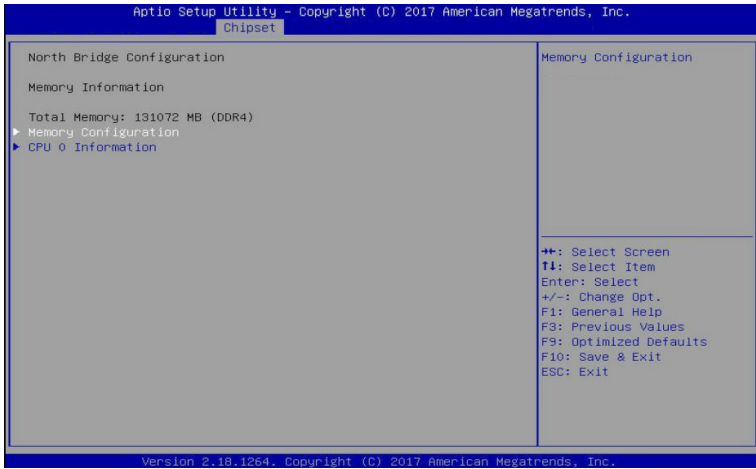 Aptio Setup Utility – Copyright (C) 2017 American Megatrends, Inc.
Chipset
North Bridge Configuration
Memory Information
Total Memory: 131072 MB (DDR4)
▶ Memory Configuration
▶ CPU 0 Information
Memory Configuration
→←: Select Screen
↑↓: Select Item
Enter: Select
+/-: Change Opt.
F1: General Help
F3: Previous Values
F9: Optimized Defaults
F10: Save & Exit
ESC: Exit
Version 2.18.1264. Copyright (C) 2017 American Megatrends, Inc.